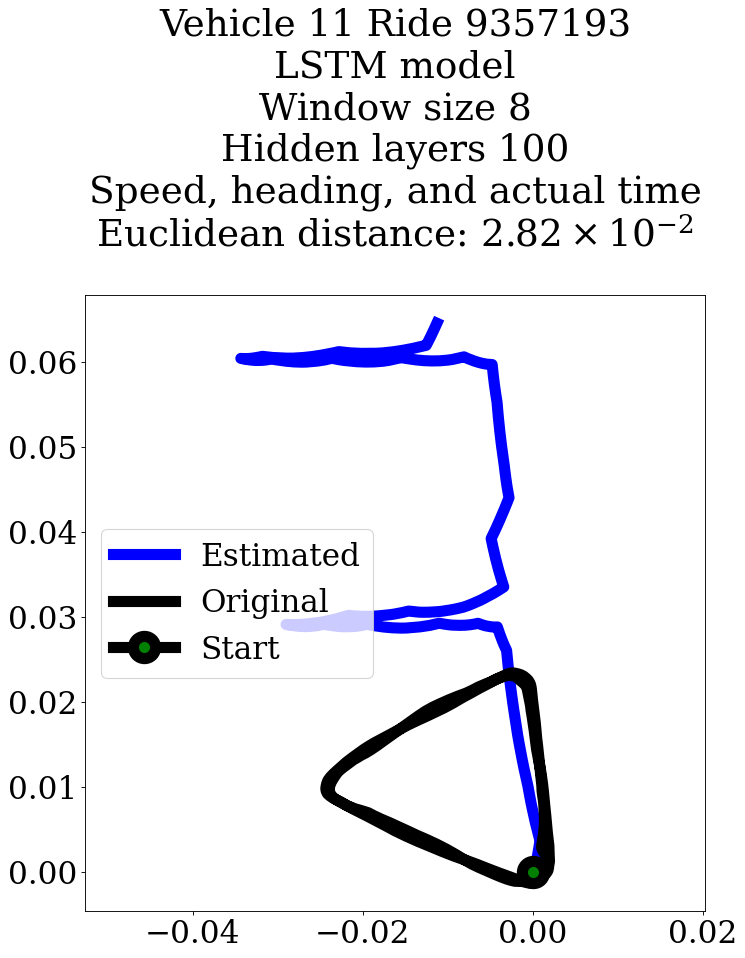 Vehicle 11 Ride 9357193
LSTM model
Window size 8
Hidden layers 100
Speed, heading, and actual time
Euclidean distance: 2.82 × 10⁻²
0.06
0.05
0.04
0.03
0.02
0.01
0.00
Estimated
Original
Start
−0.04
−0.02
0.00
0.02